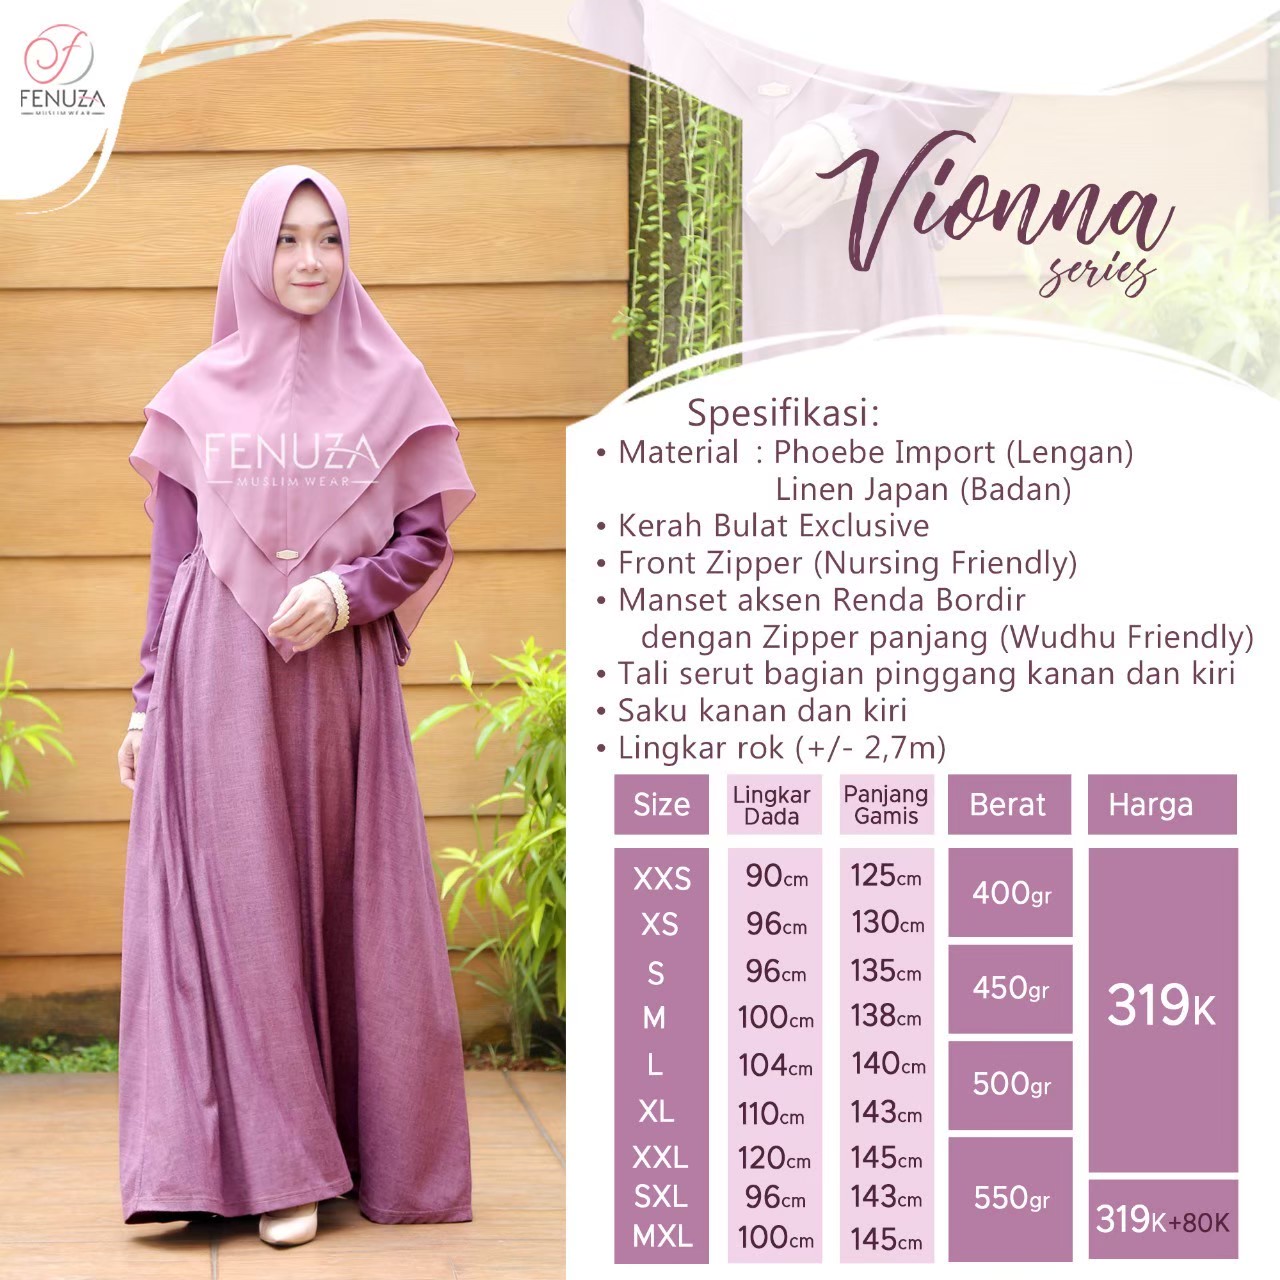 FENUZA
MUSLIM WEAR
Vionna
series
FENUZA
MUSLIM WEAR
Spesifikasi:
• Material : Phoebe Import (Lengan)
Linen Japan (Badan)
• Kerah Bulat Exclusive
• Front Zipper (Nursing Friendly)
• Manset aksen Renda Bordir
dengan Zipper panjang (Wudhu Friendly)
• Tali serut bagian pinggang kanan dan kiri
• Saku kanan dan kiri
• Lingkar rok (+/- 2,7m)
Size Lingkar Dada Panjang Gamis Berat Harga
XXS 90cm 125cm 400gr
XS 96cm 130cm
S 96cm 135cm 450gr
M 100cm 138cm 319K
L 104cm 140cm 500gr
XL 110cm 143cm
XXL 120cm 145cm
SXL 96cm 143cm 550gr
MXL 100cm 145cm 319K+80K